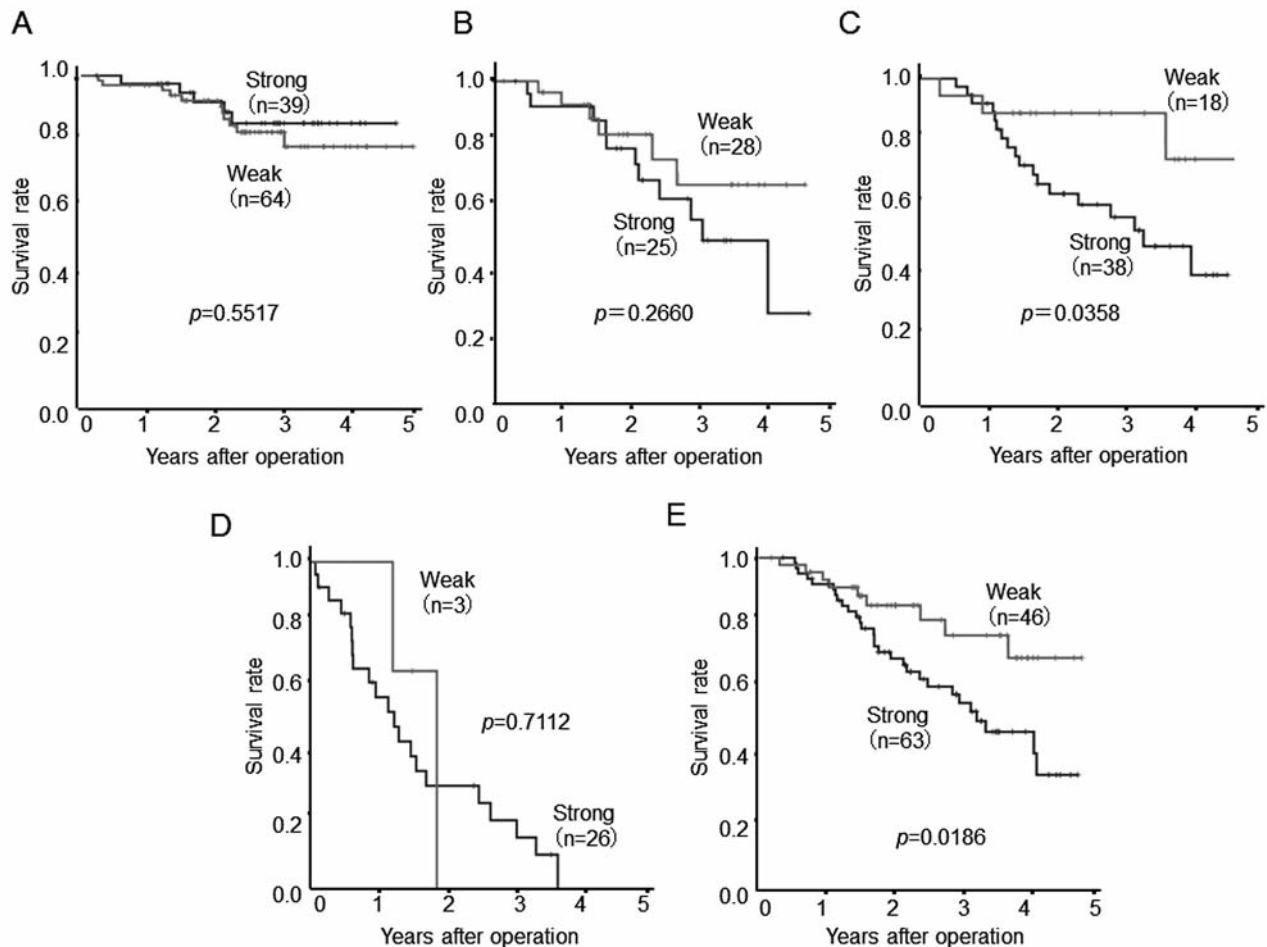 A
Survival rate
1.0
0.8
0.6
0.4
0.2
0.0
Strong
(n=39)
Weak
(n=64)
p=0.5517
0 1 2 3 4 5
Years after operation
B
Survival rate
1.0
0.8
0.6
0.4
0.2
0.0
Weak
(n=28)
Strong
(n=25)
p=0.2660
0 1 2 3 4 5
Years after operation
C
Survival rate
1.0
0.8
0.6
0.4
0.2
0.0
Weak
(n=18)
Strong
(n=38)
p=0.0358
0 1 2 3 4 5
Years after operation
D
Survival rate
1.0
0.8
0.6
0.4
0.2
0.0
Weak
(n=3)
p=0.7112
Strong
(n=26)
0 1 2 3 4 5
Years after operation
E
Survival rate
1.0
0.8
0.6
0.4
0.2
0.0
Weak
(n=46)
Strong
(n=63)
p=0.0186
0 1 2 3 4 5
Years after operation